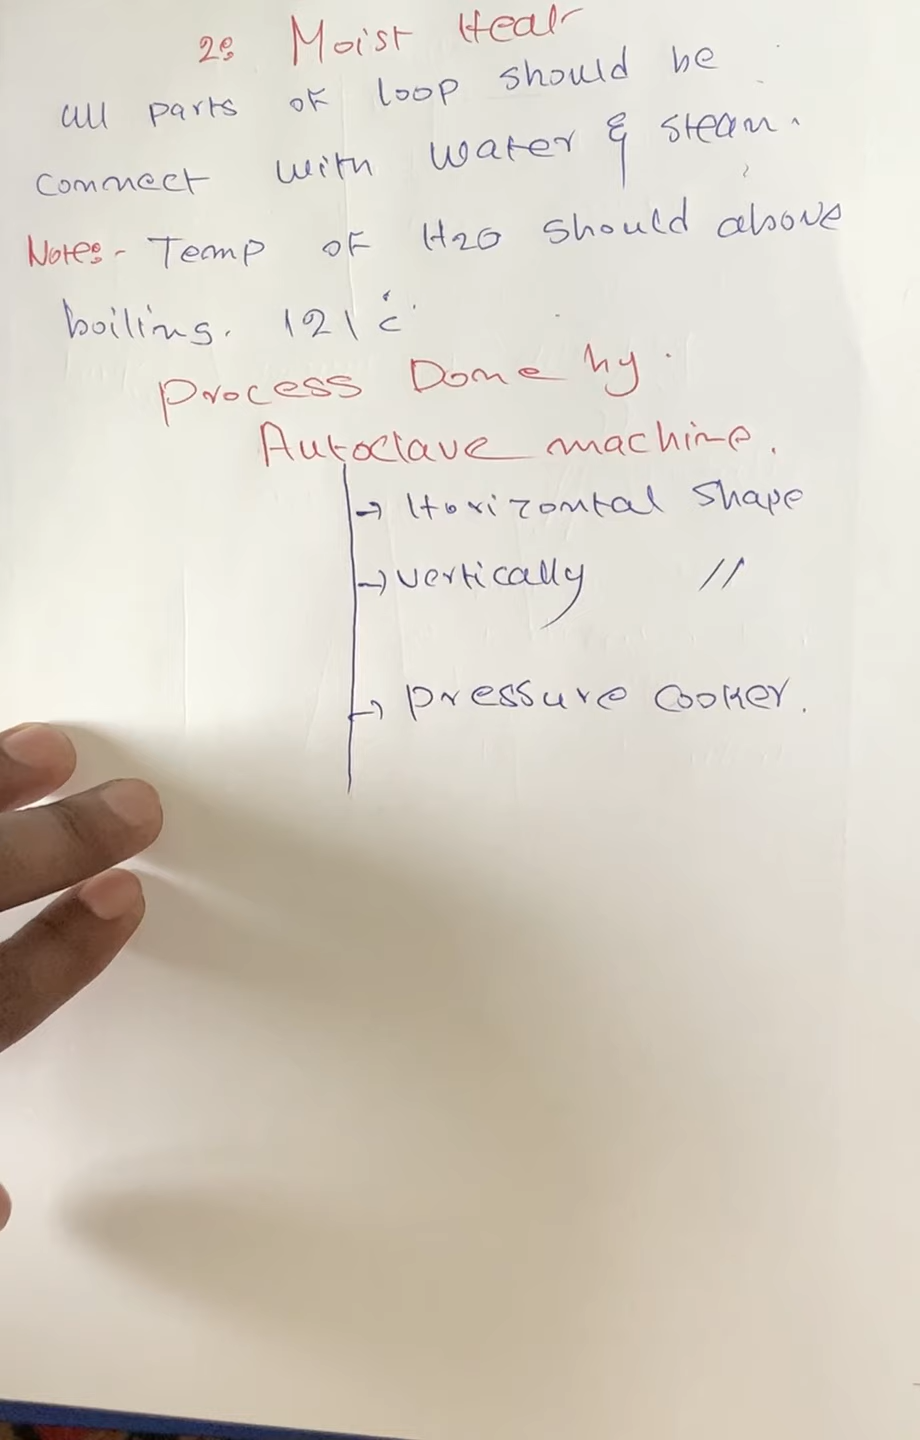 2: Moist Heat
all parts of loop should be
connect with water & steam.
Note:- Temp of H2O should above
boiling. 121°c
Process Done by.
Autoclave machine.
→ Horizontal Shape
→ vertically //
→ pressure cooker.